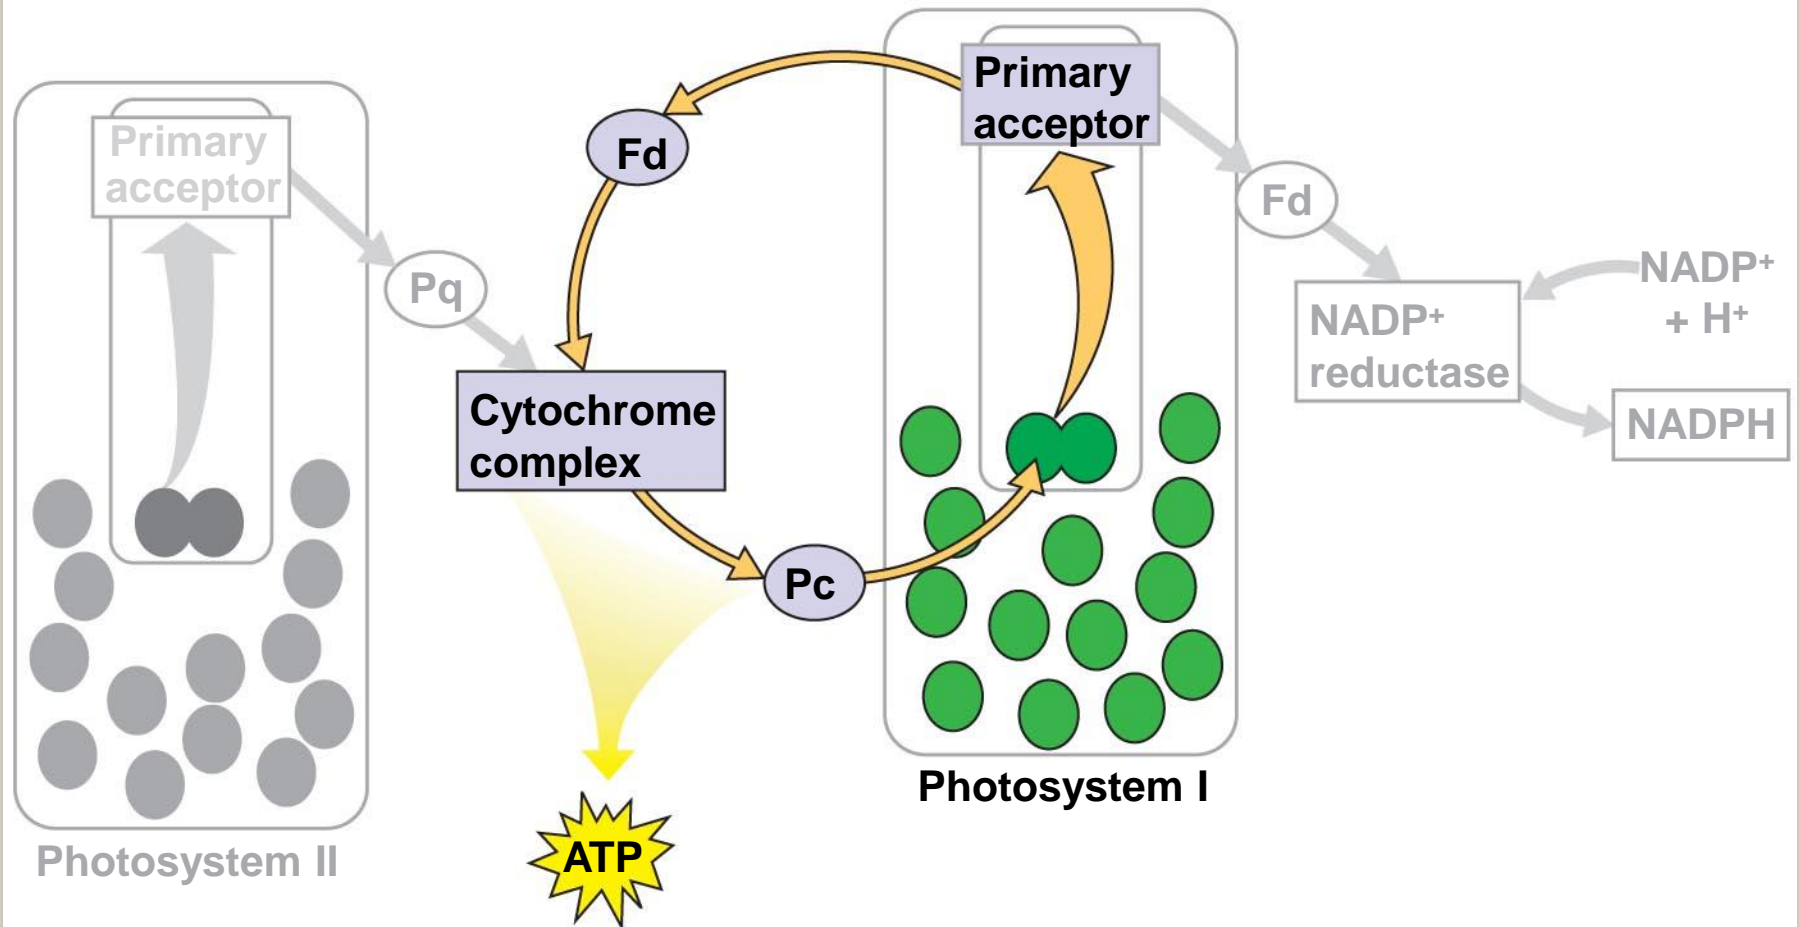 Primary
acceptor
Pq
Photosystem II
Fd
Cytochrome
complex
Pc
ATP
Primary
acceptor
Photosystem I
Fd
NADP⁺
reductase
NADP⁺
+ H⁺
NADPH